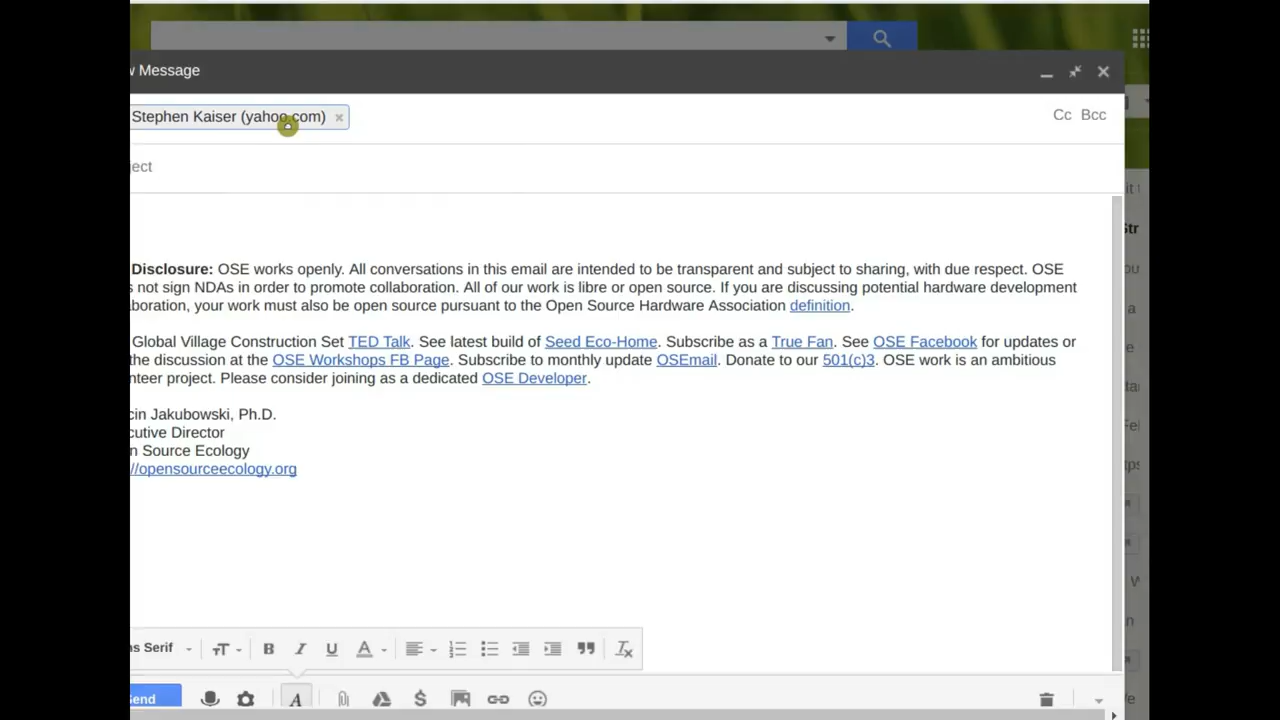 w Message
Stephen Kaiser (yahoo.com) ×
Cc Bcc
ject
Disclosure: OSE works openly. All conversations in this email are intended to be transparent and subject to sharing, with due respect. OSE
s not sign NDAs in order to promote collaboration. All of our work is libre or open source. If you are discussing potential hardware development
boration, your work must also be open source pursuant to the Open Source Hardware Association definition.
Global Village Construction Set TED Talk. See latest build of Seed Eco-Home. Subscribe as a True Fan. See OSE Facebook for updates or
the discussion at the OSE Workshops FB Page. Subscribe to monthly update OSEmail. Donate to our 501(c)3. OSE work is an ambitious
nteer project. Please consider joining as a dedicated OSE Developer.
cin Jakubowski, Ph.D.
cutive Director
n Source Ecology
//opensourceecology.org
ns Serif
end